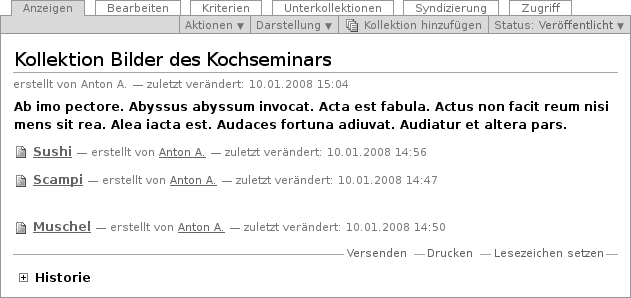 Anzeigen Bearbeiten Kriterien Unterkollektionen Syndizierung Zugriff
Aktionen ▼ Darstellung ▼ Kollektion hinzufügen Status: Veröffentlicht ▼
Kollektion Bilder des Kochseminars
erstellt von Anton A. — zuletzt verändert: 10.01.2008 15:04
Ab imo pectore. Abyssus abyssum invocat. Acta est fabula. Actus non facit reum nisi
mens sit rea. Alea iacta est. Audaces fortuna adiuvat. Audiatur et altera pars.
Sushi — erstellt von Anton A. — zuletzt verändert: 10.01.2008 14:56
Scampi — erstellt von Anton A. — zuletzt verändert: 10.01.2008 14:47
Muschel — erstellt von Anton A. — zuletzt verändert: 10.01.2008 14:50
Versenden — Drucken — Lesezeichen setzen
Historie